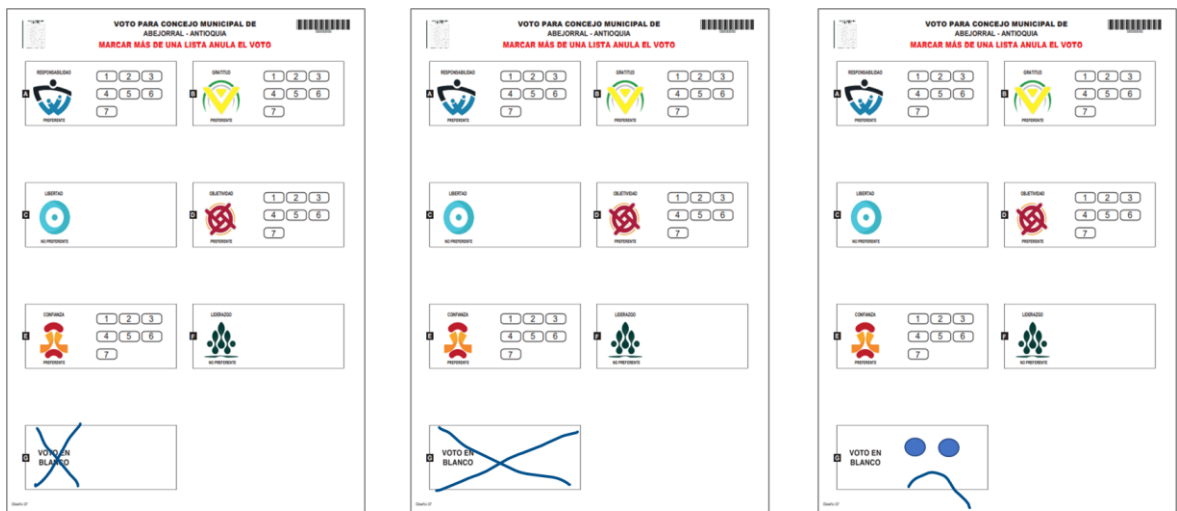 VOTO PARA CONCEJO MUNICIPAL DE
ABEJORRAL - ANTIOQUIA
MARCAR MÁS DE UNA LISTA ANULA EL VOTO
RESPONSABILIDAD
A
1 2 3
4 5 6
7
PREFERENTE
GRATITUD
B
1 2 3
4 5 6
7
PREFERENTE
LIBERTAD
C
NO PREFERENTE
OBJETIVIDAD
D
1 2 3
4 5 6
7
PREFERENTE
CONFIANZA
E
1 2 3
4 5 6
7
PREFERENTE
LIDERAZGO
F
NO PREFERENTE
G
VOTO EN
BLANCO
VOTO PARA CONCEJO MUNICIPAL DE
ABEJORRAL - ANTIOQUIA
MARCAR MÁS DE UNA LISTA ANULA EL VOTO
RESPONSABILIDAD
A
1 2 3
4 5 6
7
PREFERENTE
GRATITUD
B
1 2 3
4 5 6
7
PREFERENTE
LIBERTAD
C
NO PREFERENTE
OBJETIVIDAD
D
1 2 3
4 5 6
7
PREFERENTE
CONFIANZA
E
1 2 3
4 5 6
7
PREFERENTE
LIDERAZGO
F
NO PREFERENTE
G
VOTO EN
BLANCO
VOTO PARA CONCEJO MUNICIPAL DE
ABEJORRAL - ANTIOQUIA
MARCAR MÁS DE UNA LISTA ANULA EL VOTO
RESPONSABILIDAD
A
1 2 3
4 5 6
7
PREFERENTE
GRATITUD
B
1 2 3
4 5 6
7
PREFERENTE
LIBERTAD
C
NO PREFERENTE
OBJETIVIDAD
D
1 2 3
4 5 6
7
PREFERENTE
CONFIANZA
E
1 2 3
4 5 6
7
PREFERENTE
LIDERAZGO
F
NO PREFERENTE
G
VOTO EN
BLANCO